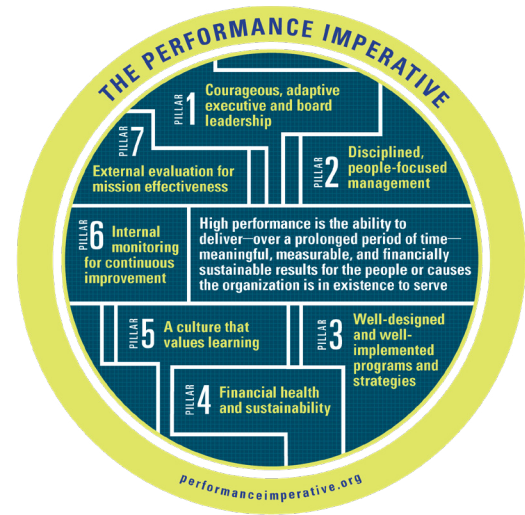 THE PERFORMANCE IMPERATIVE
PILLAR 1
Courageous, adaptive
executive and board
leadership
PILLAR 2
Disciplined,
people-focused
management
PILLAR 7
External evaluation for
mission effectiveness
PILLAR 6
Internal
monitoring
for continuous
improvement
High performance is the ability to
deliver—over a prolonged period of time—
meaningful, measurable, and financially
sustainable results for the people or causes
the organization is in existence to serve
PILLAR 5
A culture that
values learning
PILLAR 3
Well-designed
and well-
implemented
programs and
strategies
PILLAR 4
Financial health
and sustainability
performanceimperative.org